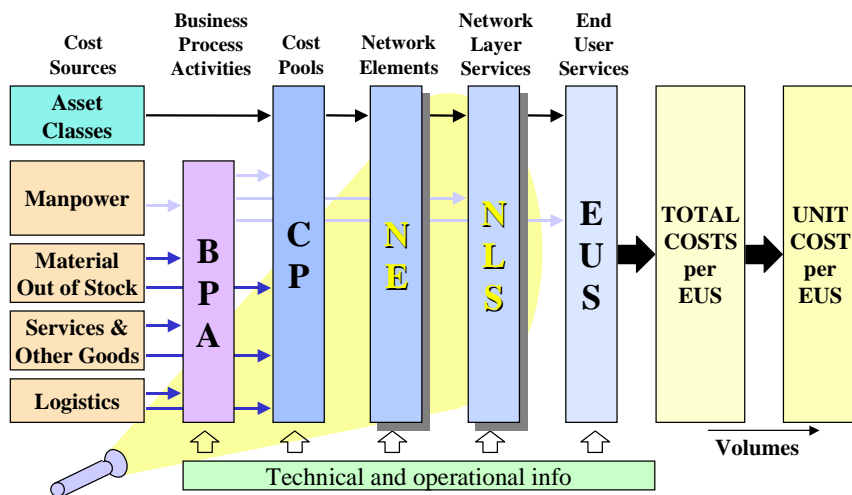 Cost
Sources
Business
Process
Activities
Cost
Pools
Network
Elements
Network
Layer
Services
End
User
Services
Asset
Classes
Manpower
Material
Out of Stock
Services &
Other Goods
Logistics
B
P
A
C
P
N
E
N
L
S
E
U
S
TOTAL
COSTS
per
EUS
UNIT
COST
per
EUS
Volumes
Technical and operational info